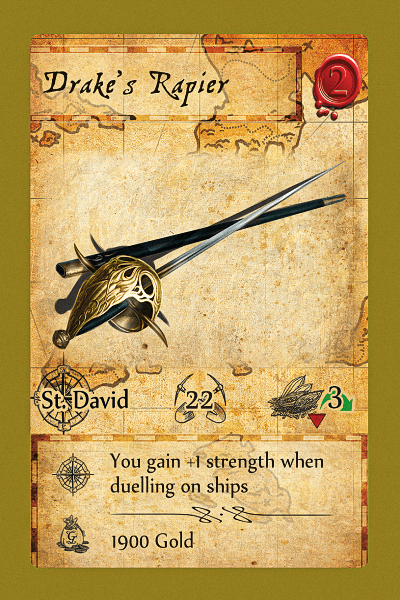 Drake's Rapier
2
St. David
22
3
You gain +1 strength when
duelling on ships
1900 Gold